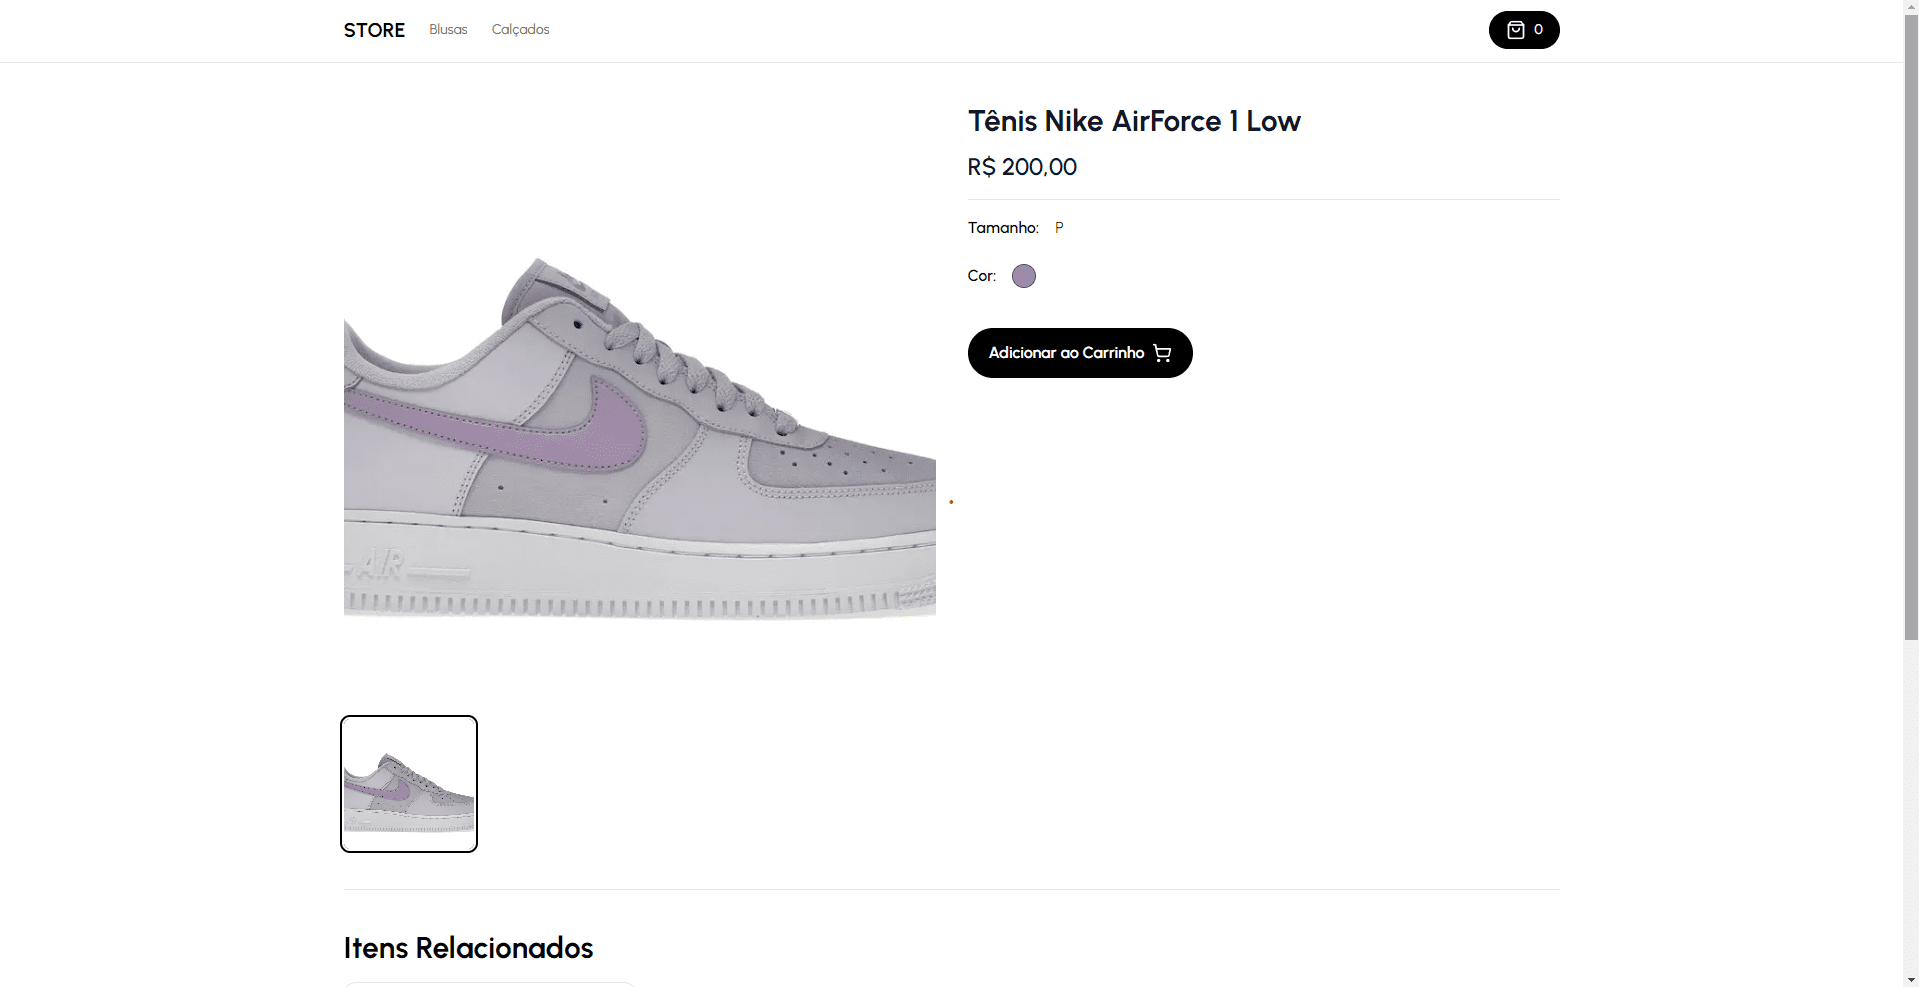 STORE Blusas Calçados 0
Tênis Nike AirForce 1 Low
R$ 200,00
Tamanho: P
Cor:
Adicionar ao Carrinho
AIR
Itens Relacionados